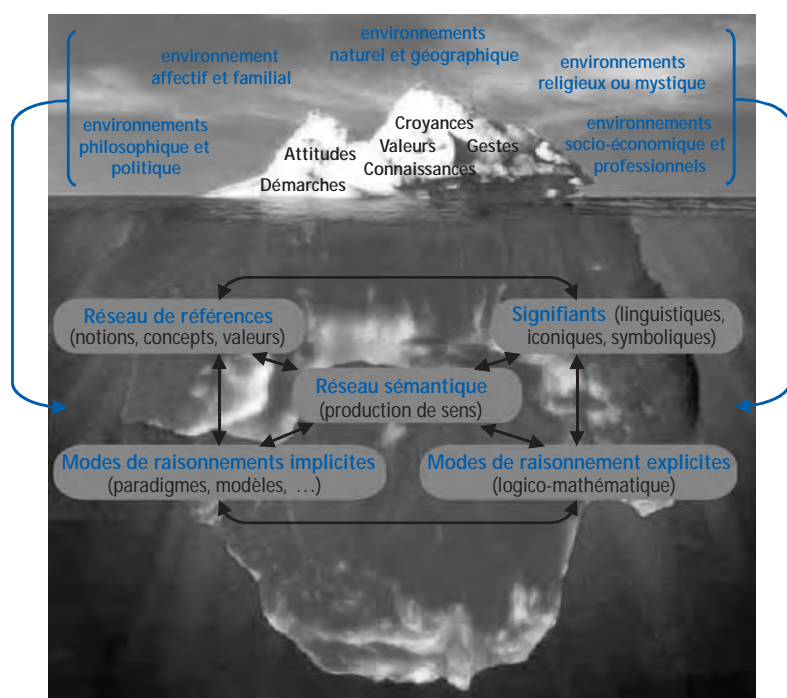 environnements
naturel et géographique
environnement
affectif et familial
environnements
religieux ou mystique
environnements
philosophique et
politique
environnements
socio-économique et
professionnels
Croyances
Attitudes
Valeurs
Gestes
Connaissances
Démarches
Réseau de références
(notions, concepts, valeurs)
Signifiants (linguistiques,
iconiques, symboliques)
Réseau sémantique
(production de sens)
Modes de raisonnements implicites
(paradigmes, modèles, …)
Modes de raisonnement explicites
(logico-mathématique)